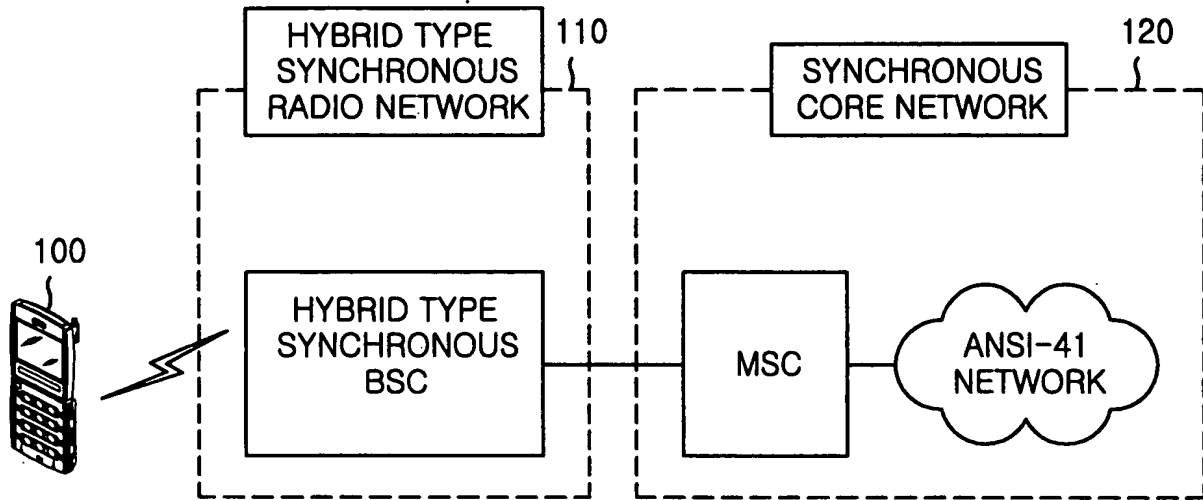 HYBRID TYPE
SYNCHRONOUS
RADIO NETWORK
110
SYNCHRONOUS
CORE NETWORK
120
100
HYBRID TYPE
SYNCHRONOUS
BSC
MSC
ANSI-41
NETWORK